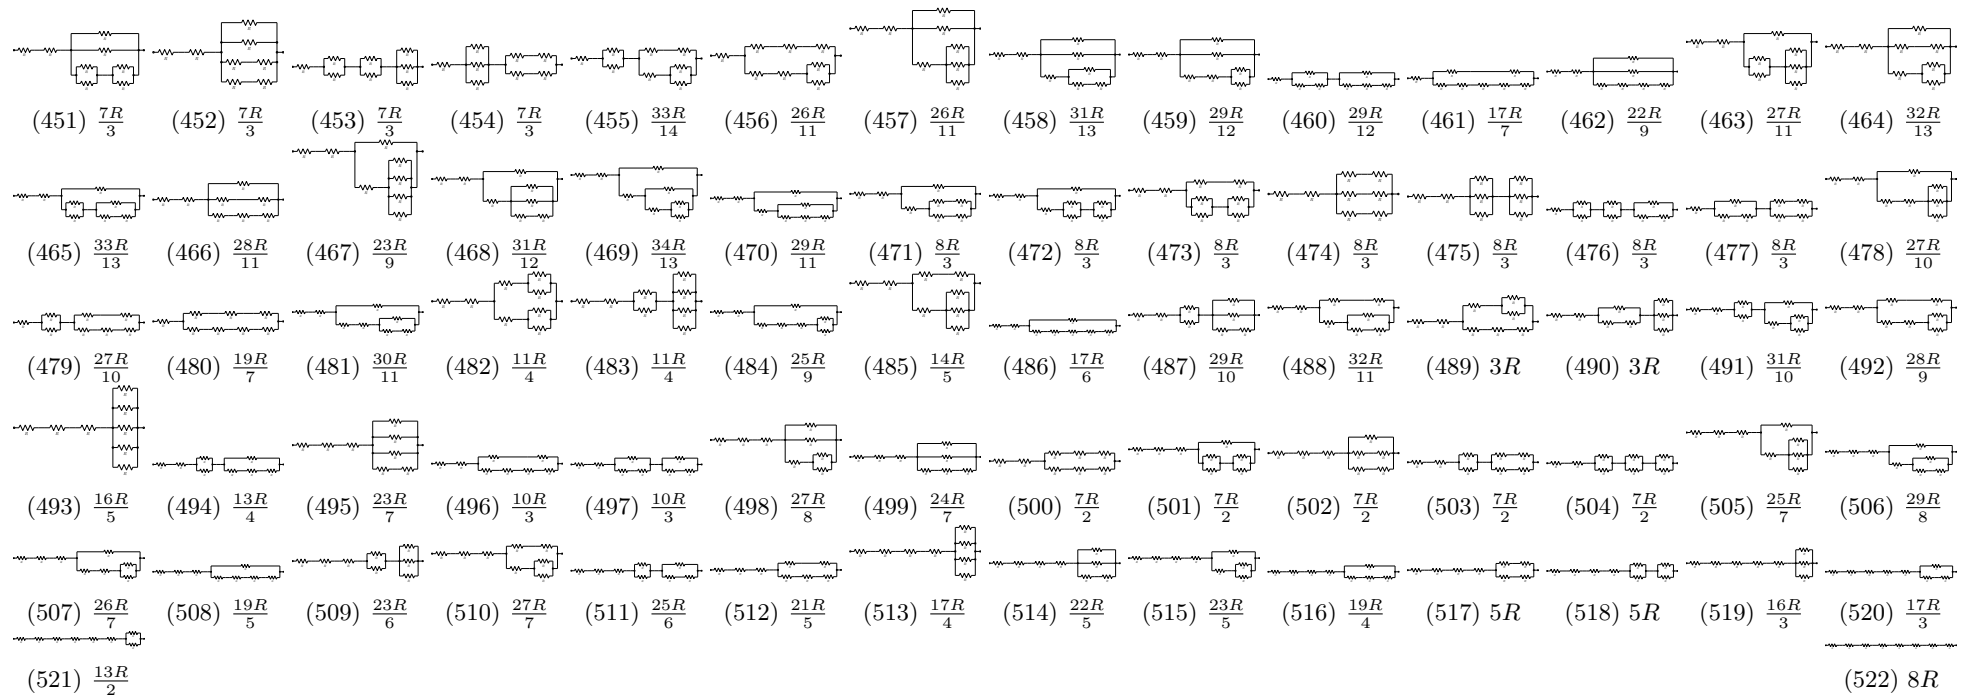 (451) 7R/3 (452) 7R/3 (453) 7R/3 (454) 7R/3 (455) 33R/14 (456) 26R/11 (457) 26R/11 (458) 31R/13 (459) 29R/12 (460) 29R/12 (461) 17R/7 (462) 22R/9 (463) 27R/11 (464) 32R/13
(465) 33R/13 (466) 28R/11 (467) 23R/9 (468) 31R/12 (469) 34R/13 (470) 29R/11 (471) 8R/3 (472) 8R/3 (473) 8R/3 (474) 8R/3 (475) 8R/3 (476) 8R/3 (477) 8R/3 (478) 27R/10
(479) 27R/10 (480) 19R/7 (481) 30R/11 (482) 11R/4 (483) 11R/4 (484) 25R/9 (485) 14R/5 (486) 17R/6 (487) 29R/10 (488) 32R/11 (489) 3R (490) 3R (491) 31R/10 (492) 28R/9
(493) 16R/5 (494) 13R/4 (495) 23R/7 (496) 10R/3 (497) 10R/3 (498) 27R/8 (499) 24R/7 (500) 7R/2 (501) 7R/2 (502) 7R/2 (503) 7R/2 (504) 7R/2 (505) 25R/7 (506) 29R/8
(507) 26R/7 (508) 19R/5 (509) 23R/6 (510) 27R/7 (511) 25R/6 (512) 21R/5 (513) 17R/4 (514) 22R/5 (515) 23R/5 (516) 19R/4 (517) 5R (518) 5R (519) 16R/3 (520) 17R/3
(521) 13R/2 (522) 8R